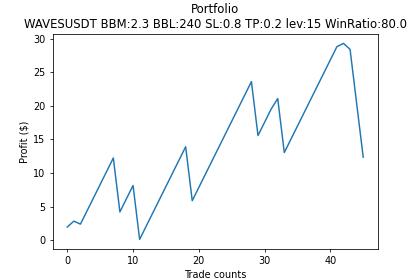 Portfolio
WAVESUSDT BBM:2.3 BBL:240 SL:0.8 TP:0.2 lev:15 WinRatio:80.0
30
25
20
15
10
5
0
Profit ($)
0 10 20 30 40
Trade counts